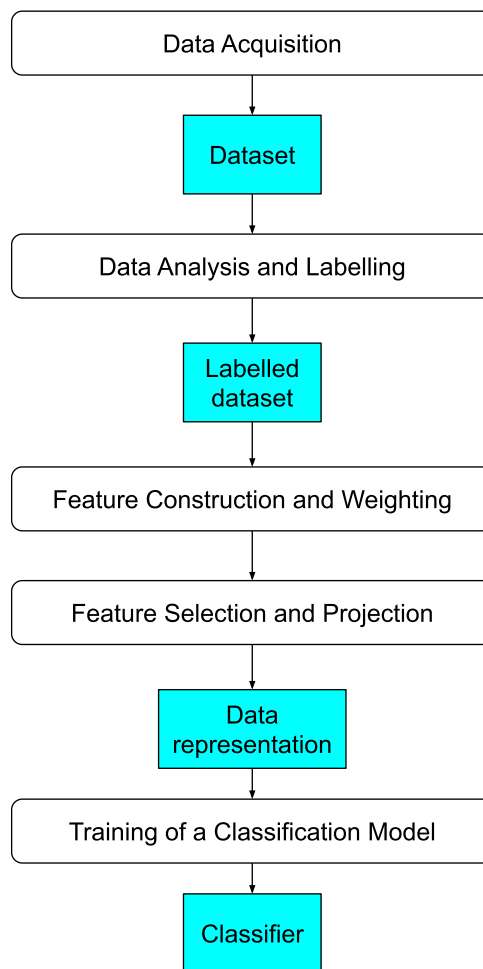 Data Acquisition
Dataset
Data Analysis and Labelling
Labelled
dataset
Feature Construction and Weighting
Feature Selection and Projection
Data
representation
Training of a Classification Model
Classifier